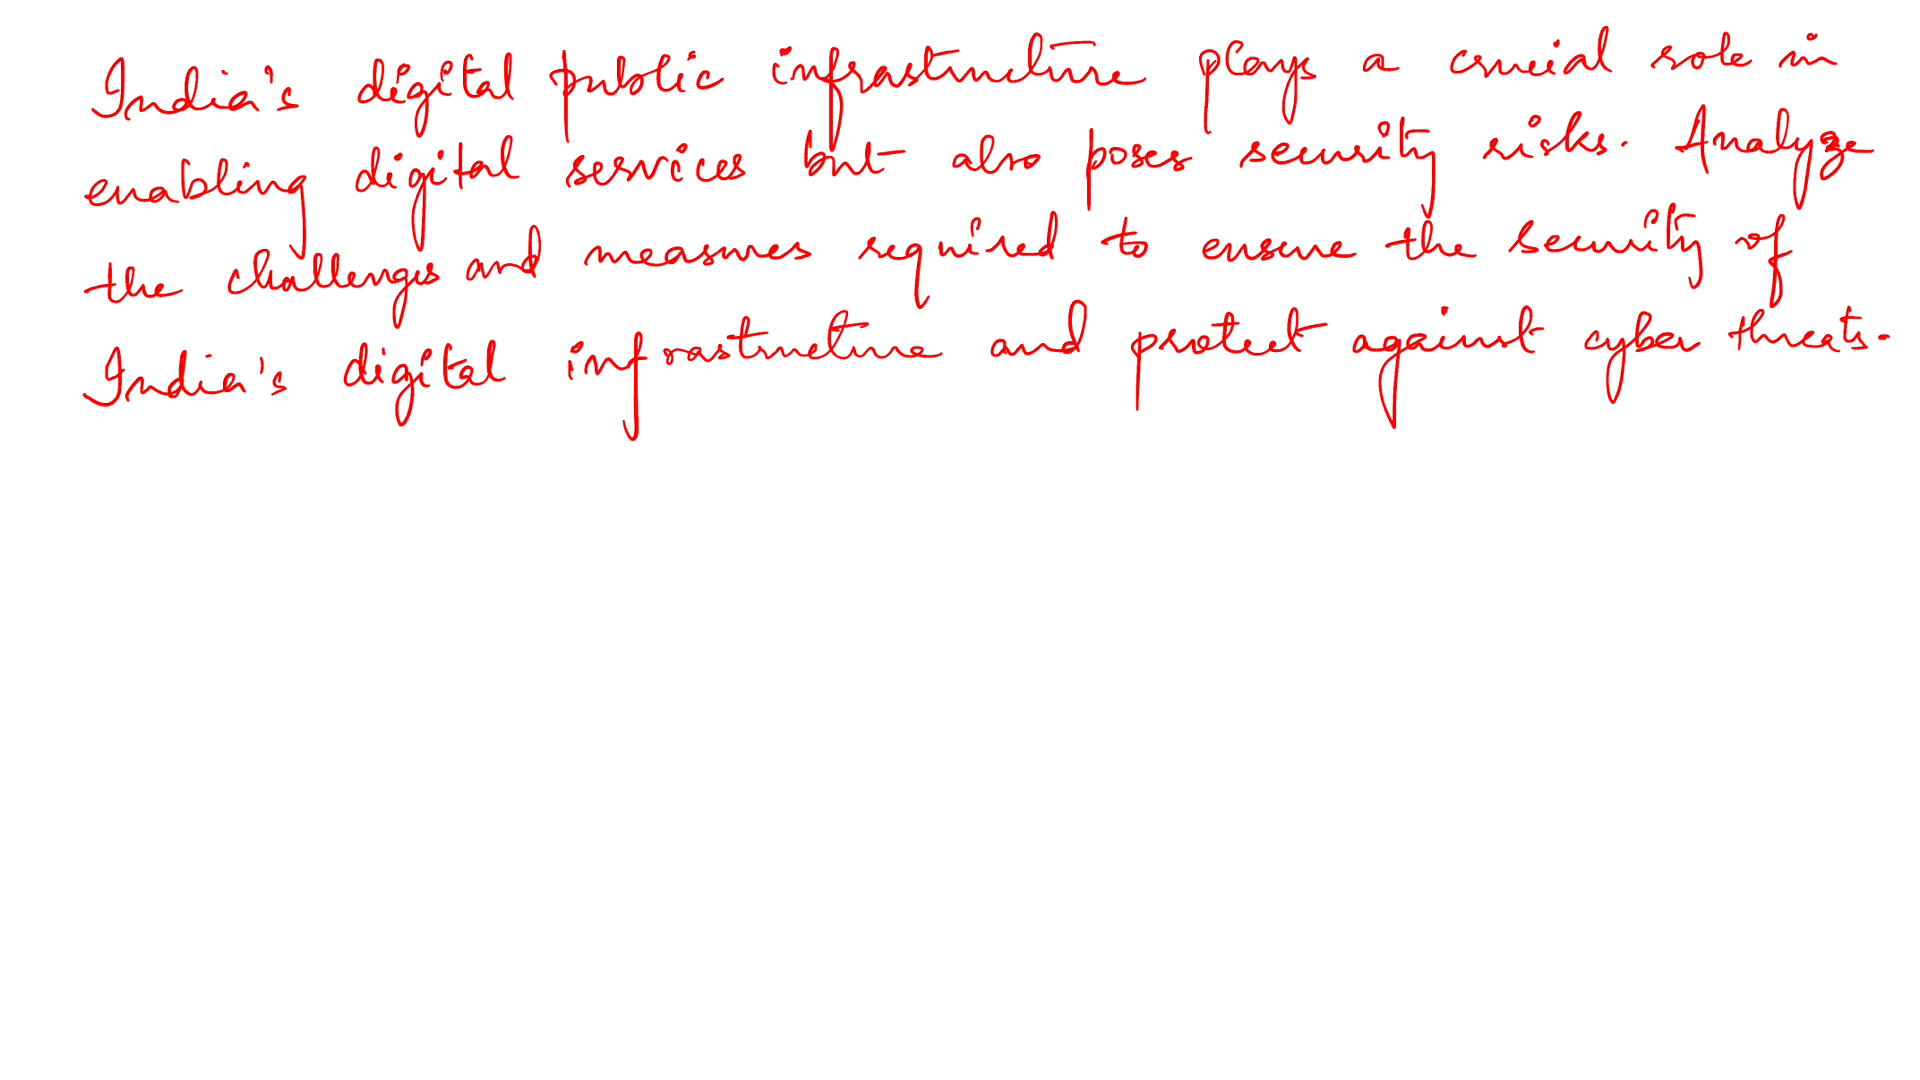 India's digital public infrastructure plays a crucial role in
enabling digital services but also poses security risks. Analyze
the challenges and measures required to ensure the security of
India's digital infrastructure and protect against cyber threats.